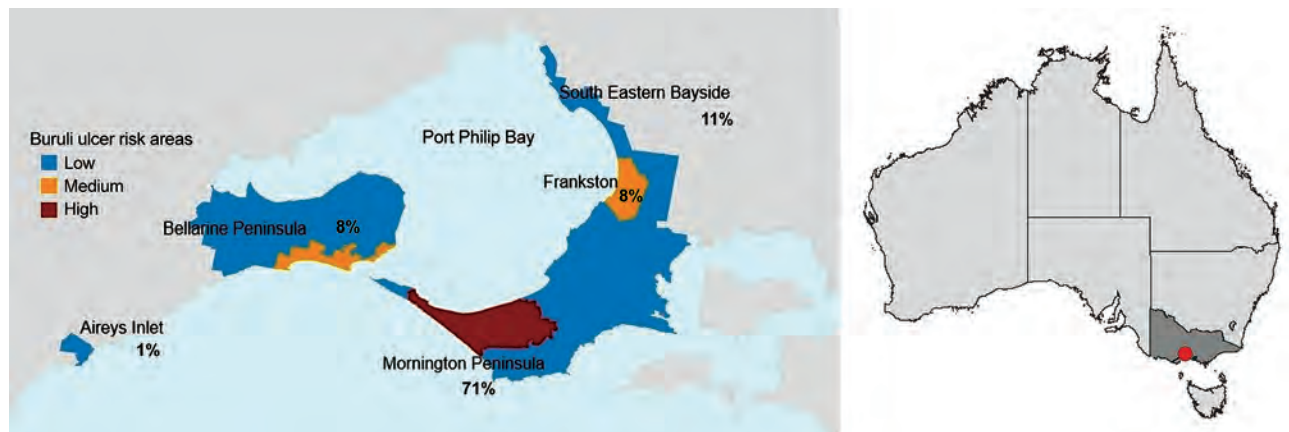 South Eastern Bayside
11%
Port Philip Bay
Buruli ulcer risk areas
Low
Medium
High
Frankston
8%
Bellarine Peninsula
8%
Aireys Inlet
1%
Mornington Peninsula
71%